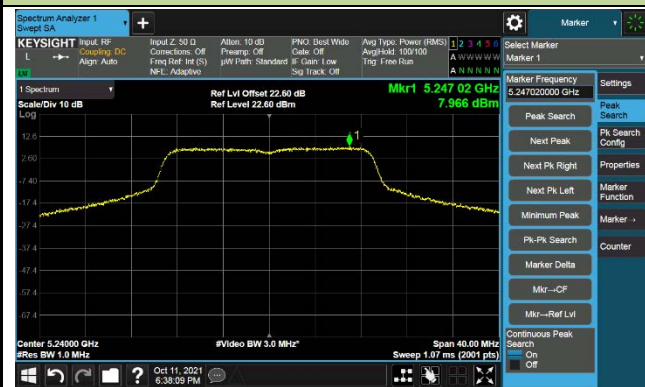 Spectrum Analyzer 1
Swept SA
+
Marker
KEYSIGHT
L
Input: RF
Coupling: DC
Align: Auto
Input Z: 50 Ω
Corrections: Off
Freq Ref: Int (S)
NFE: Adaptive
Atten: 10 dB
Preamp: Off
µW Path: Standard
PNO: Best Wide
Gate: Off
IF Gain: Low
Sig Track: Off
Avg Type: Power (RMS)
Avg|Hold: 100/100
Trig: Free Run
1 2 3 4 5 6
A W W W W W
A N N N N N
Select Marker
Marker 1
1 Spectrum
Scale/Div 10 dB
Log
Ref Lvl Offset 22.60 dB
Ref Level 22.60 dBm
Mkr1 5.247 02 GHz
7.966 dBm
1
12.6
2.60
-7.40
-17.4
-27.4
-37.4
-47.4
-57.4
-67.4
Center 5.24000 GHz
#Res BW 1.0 MHz
#Video BW 3.0 MHz*
Span 40.00 MHz
Sweep 1.07 ms (2001 pts)
Marker Frequency
5.247020000 GHz
Peak Search
Next Peak
Next Pk Right
Next Pk Left
Minimum Peak
Pk-Pk Search
Marker Delta
Mkr→CF
Mkr→Ref Lvl
Continuous Peak
Search
On
Off
Settings
Peak
Search
Pk Search
Config
Properties
Marker
Function
Marker→
Counter
?
Oct 11, 2021
6:38:09 PM